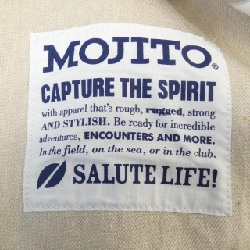 MOJITO®
CAPTURE THE SPIRIT
with apparel that's rough, rugged, strong
AND STYLISH. Be ready for incredible
adventures, ENCOUNTERS AND MORE.
In the field, on the sea, or in the club.
SALUTE LIFE!